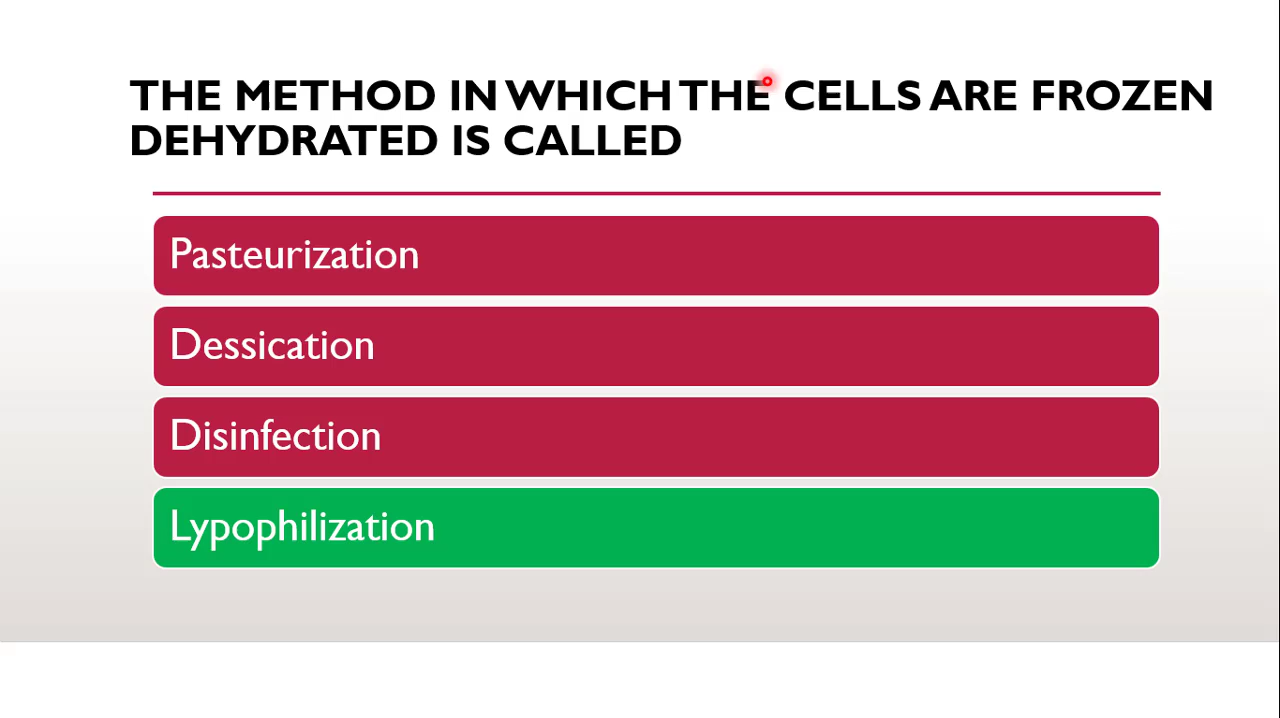 THE METHOD IN WHICH THE CELLS ARE FROZEN
DEHYDRATED IS CALLED
Pasteurization
Dessication
Disinfection
Lypophilization